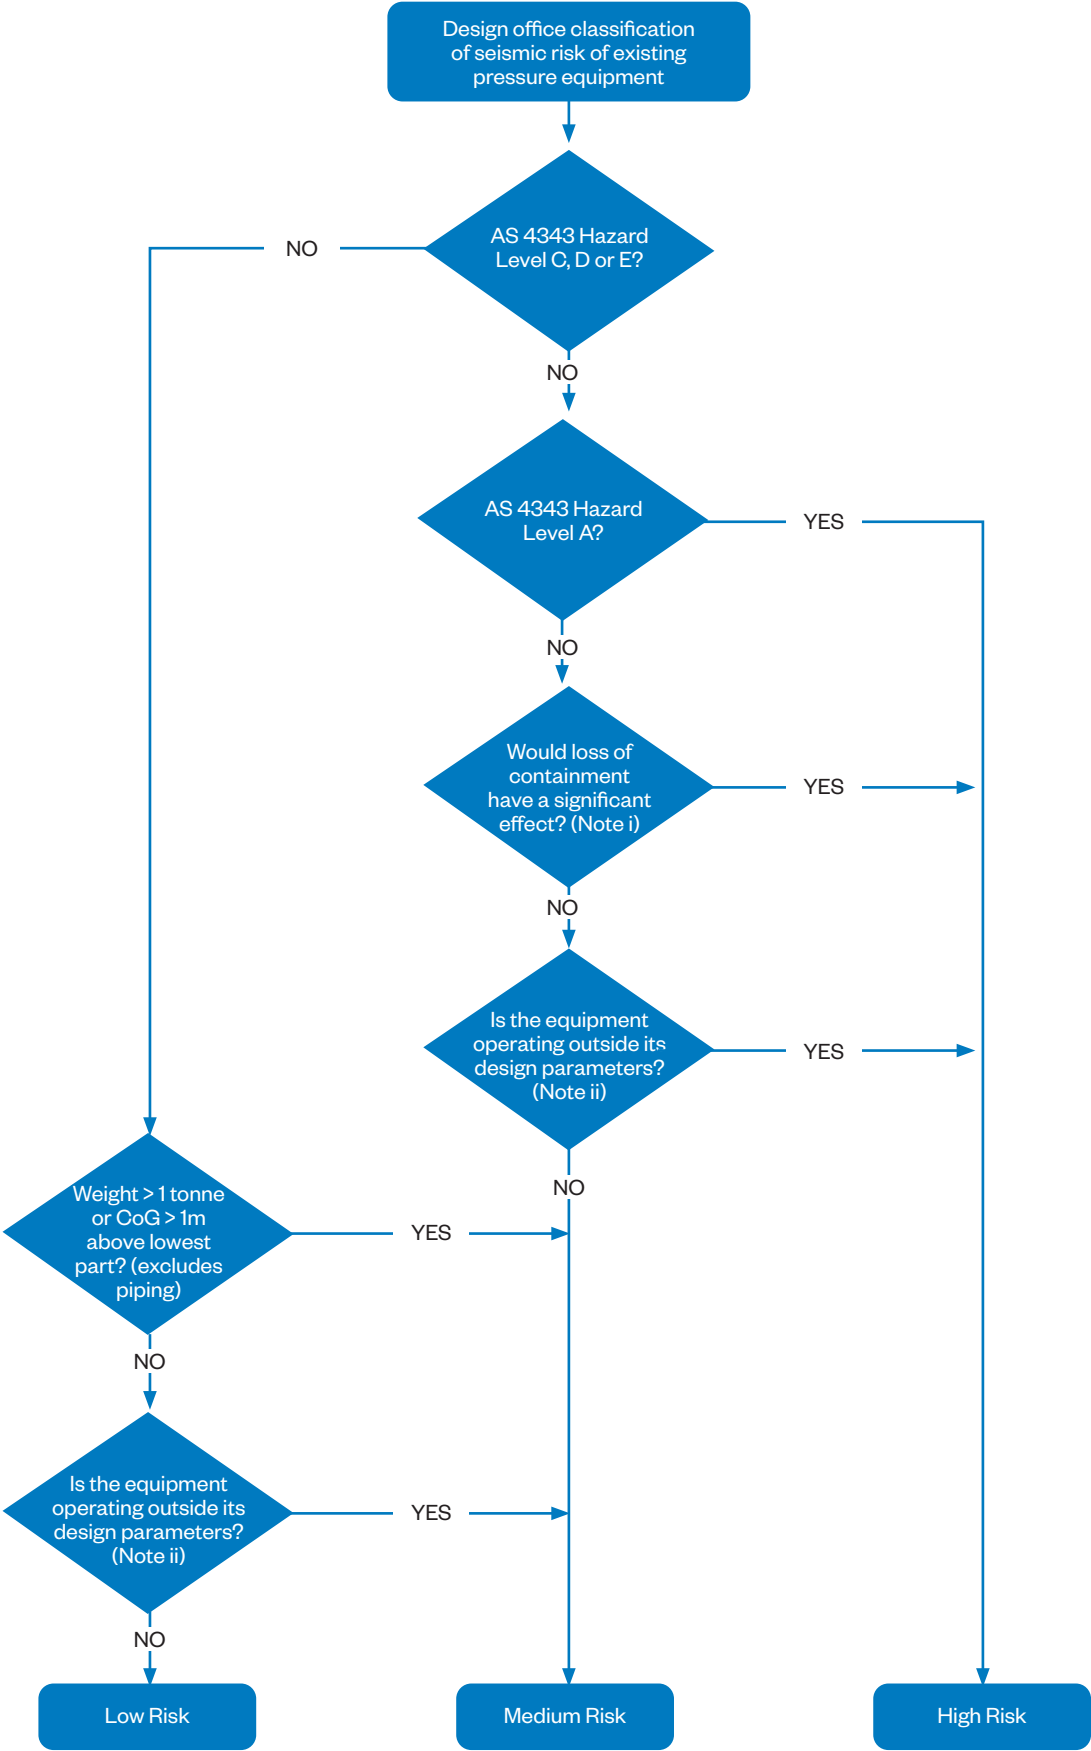 Design office classification
of seismic risk of existing
pressure equipment
AS 4343 Hazard
Level C, D or E?
NO
NO
AS 4343 Hazard
Level A?
YES
NO
Would loss of
containment
have a significant
effect? (Note i)
YES
NO
Is the equipment
operating outside its
design parameters?
(Note ii)
YES
NO
Weight > 1 tonne
or CoG > 1m
above lowest
part? (excludes
piping)
YES
NO
Is the equipment
operating outside its
design parameters?
(Note ii)
YES
NO
Low Risk
Medium Risk
High Risk